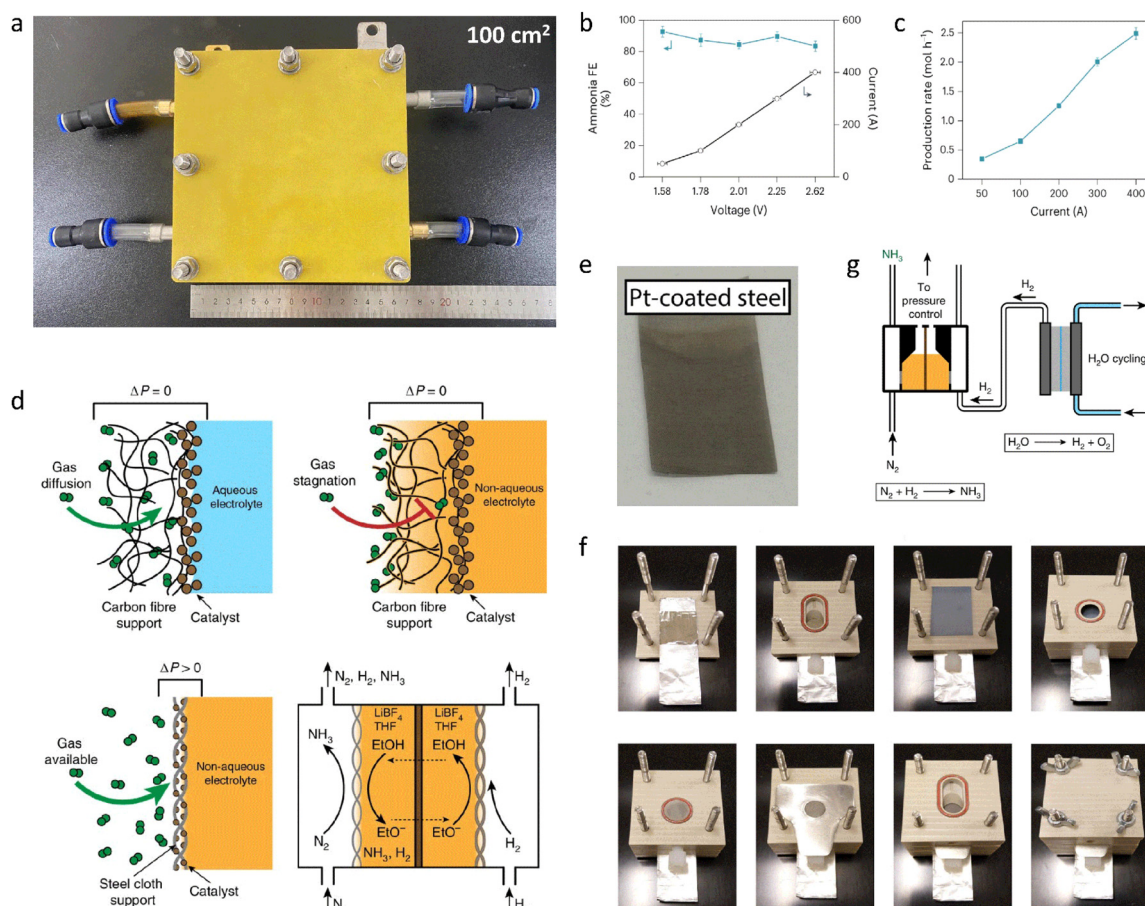 a
100 cm²
10
20
b
100
80
60
40
20
0
Ammonia FE
(%)
600
400
200
0
Current (A)
1.58
1.78
2.01
2.25
2.62
Voltage (V)
c
2.5
2.0
1.5
1.0
0.5
0
Production rate (mol h⁻¹)
50
100
200
300
400
Current (A)
d
ΔP = 0
Gas
diffusion
Aqueous
electrolyte
Carbon fibre
support
Catalyst
ΔP = 0
Gas
stagnation
Non-aqueous
electrolyte
Carbon fibre
support
Catalyst
ΔP > 0
Gas
available
Non-aqueous
electrolyte
Steel cloth
support
Catalyst
N₂, H₂, NH₃
H₂
LiBF₄
THF
LiBF₄
THF
NH₃
EtOH
EtOH
EtO⁻
EtO⁻
N₂
NH₃, H₂
H₂
N
H
e
Pt-coated steel
g
NH₃
To
pressure
control
H₂
H₂
H₂O cycling
N₂
H₂O ⟶ H₂ + O₂
N₂ + H₂ ⟶ NH₃
f